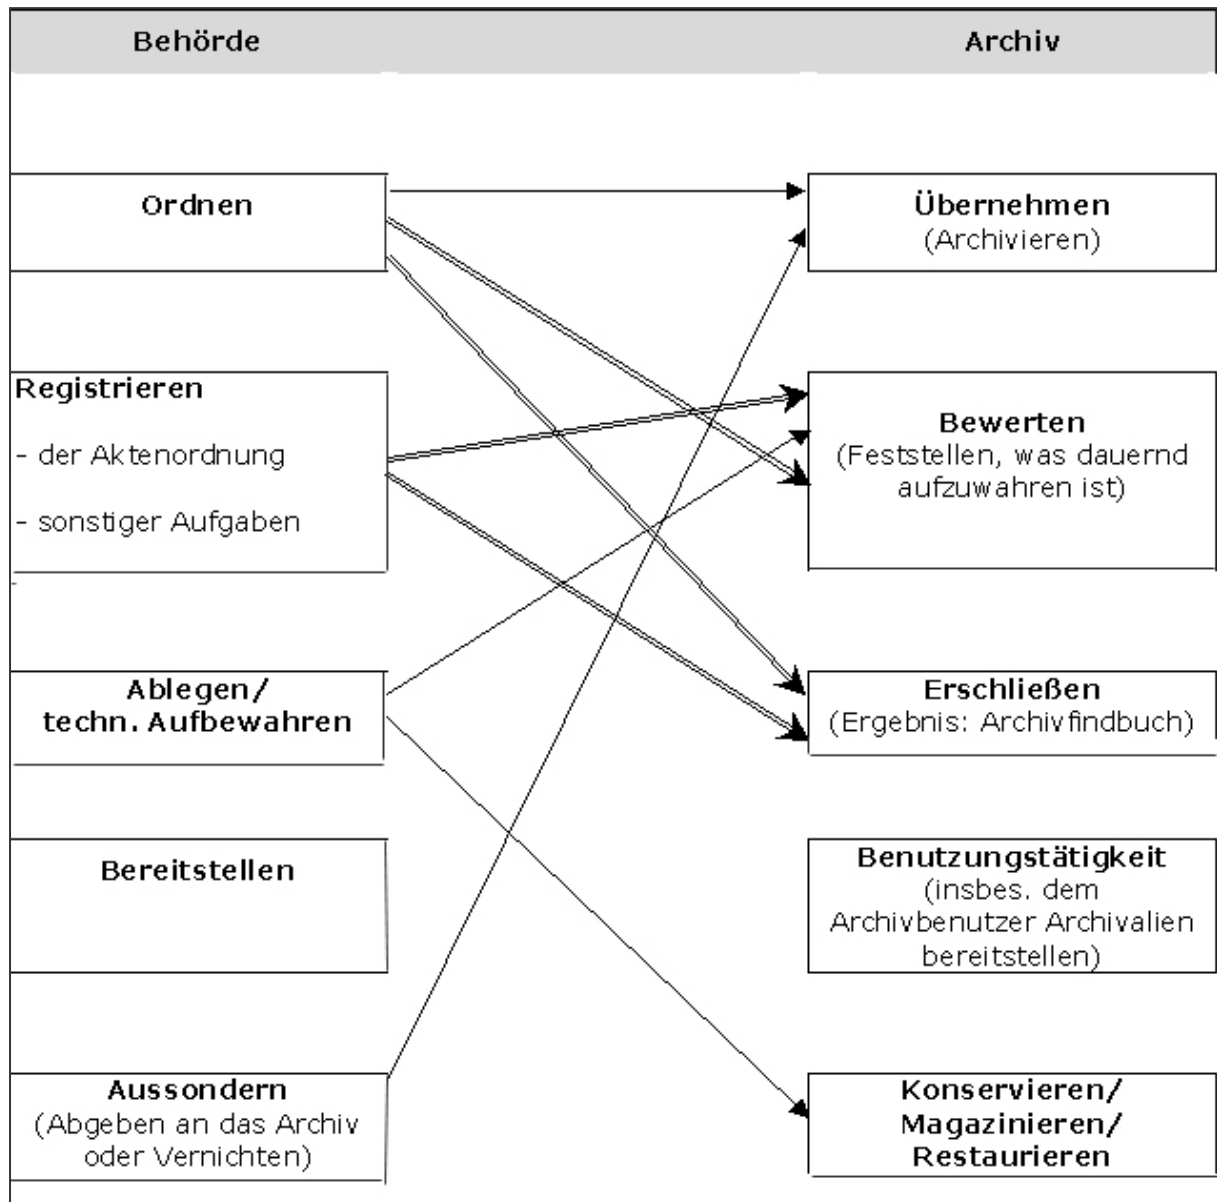 Behörde
Archiv
Ordnen
Übernehmen
(Archivieren)
Registrieren
- der Aktenordnung
- sonstiger Aufgaben
Bewerten
(Feststellen, was dauernd
aufzuwahren ist)
Ablegen/
techn. Aufbewahren
Erschließen
(Ergebnis: Archivfindbuch)
Bereitstellen
Benutzungstätigkeit
(insbes. dem
Archivbenutzer Archivalien
bereitstellen)
Aussondern
(Abgeben an das Archiv
oder Vernichten)
Konservieren/
Magazinieren/
Restaurieren